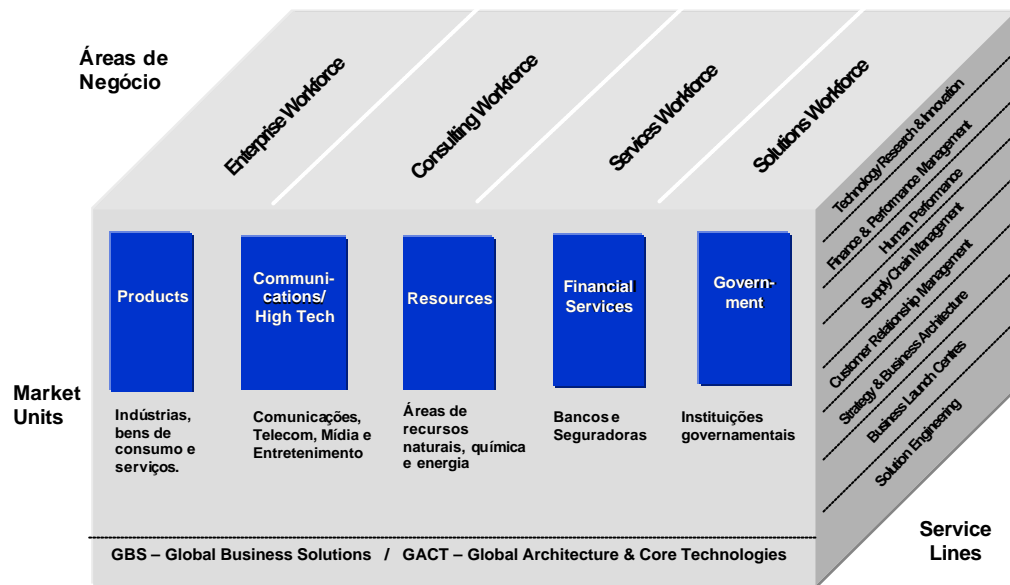 Áreas de
Negócio
Enterprise Workforce
Consulting Workforce
Services Workforce
Solutions Workforce
Technology Research & Innovation
Finance & Performance Management
Human Performance
Supply Chain Management
Customer Relationship Management
Strategy & Business Architecture
Business Launch Centres
Solution Engineering
Products
Communi-
cations/
High Tech
Resources
Financial
Services
Govern-
ment
Market
Units
Indústrias,
bens de
consumo e
serviços.
Comunicações,
Telecom, Mídia e
Entretenimento
Áreas de
recursos
naturais, química
e energia
Bancos e
Seguradoras
Instituições
governamentais
GBS – Global Business Solutions / GACT – Global Architecture & Core Technologies
Service
Lines